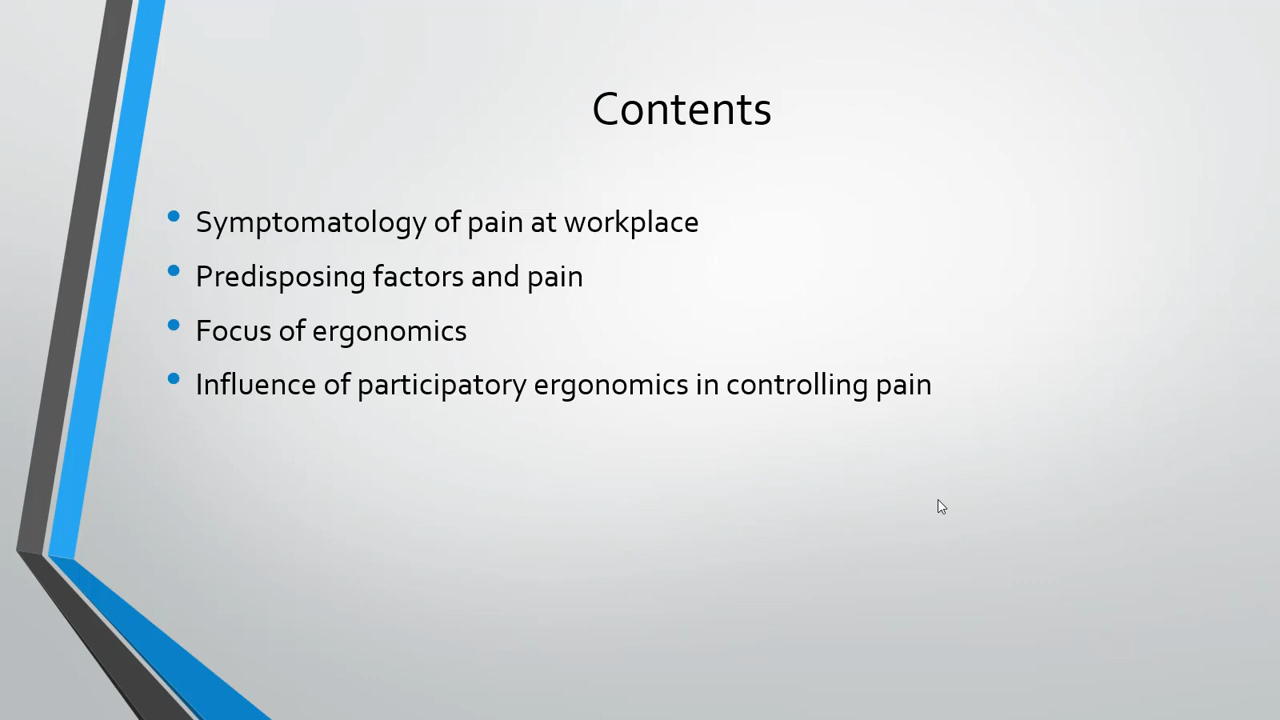 Contents
• Symptomatology of pain at workplace
• Predisposing factors and pain
• Focus of ergonomics
• Influence of participatory ergonomics in controlling pain